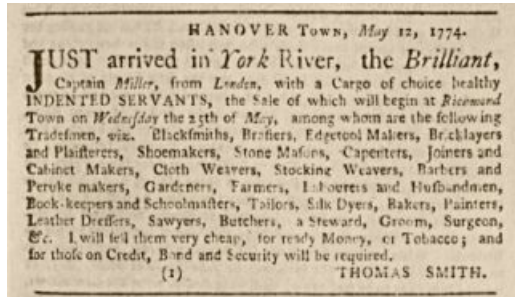 HANOVER TOWN, May 12, 1774.
JUST arrived in York River, the Brilliant,
Captain Miller, from London, with a Cargo of choice healthy
INDENTED SERVANTS, the Sale of which will begin at Richmond
Town on Wednesday the 25th of May, among whom are the following
Tradesmen, viz. Blacksmiths, Brasiers, Edgetool Makers, Bricklayers
and Plaisterers, Shoemakers, Stone Masons, Capenters, Joiners and
Cabinet Makers, Cloth Weavers, Stocking Weavers, Barbers and
Peruke makers, Gardeners, Farmers, Labourers and Husbandmen,
Book-keepers and Schoolmasters, Tailors, Silk Dyers, Bakers, Painters,
Leather Dressers, Sawyers, Butchers, a Steward, Groom, Surgeon,
&c. I will sell them very cheap, for ready Money, or Tobacco; and
for those on Credit, Bond and Security will be required.
(1) THOMAS SMITH.